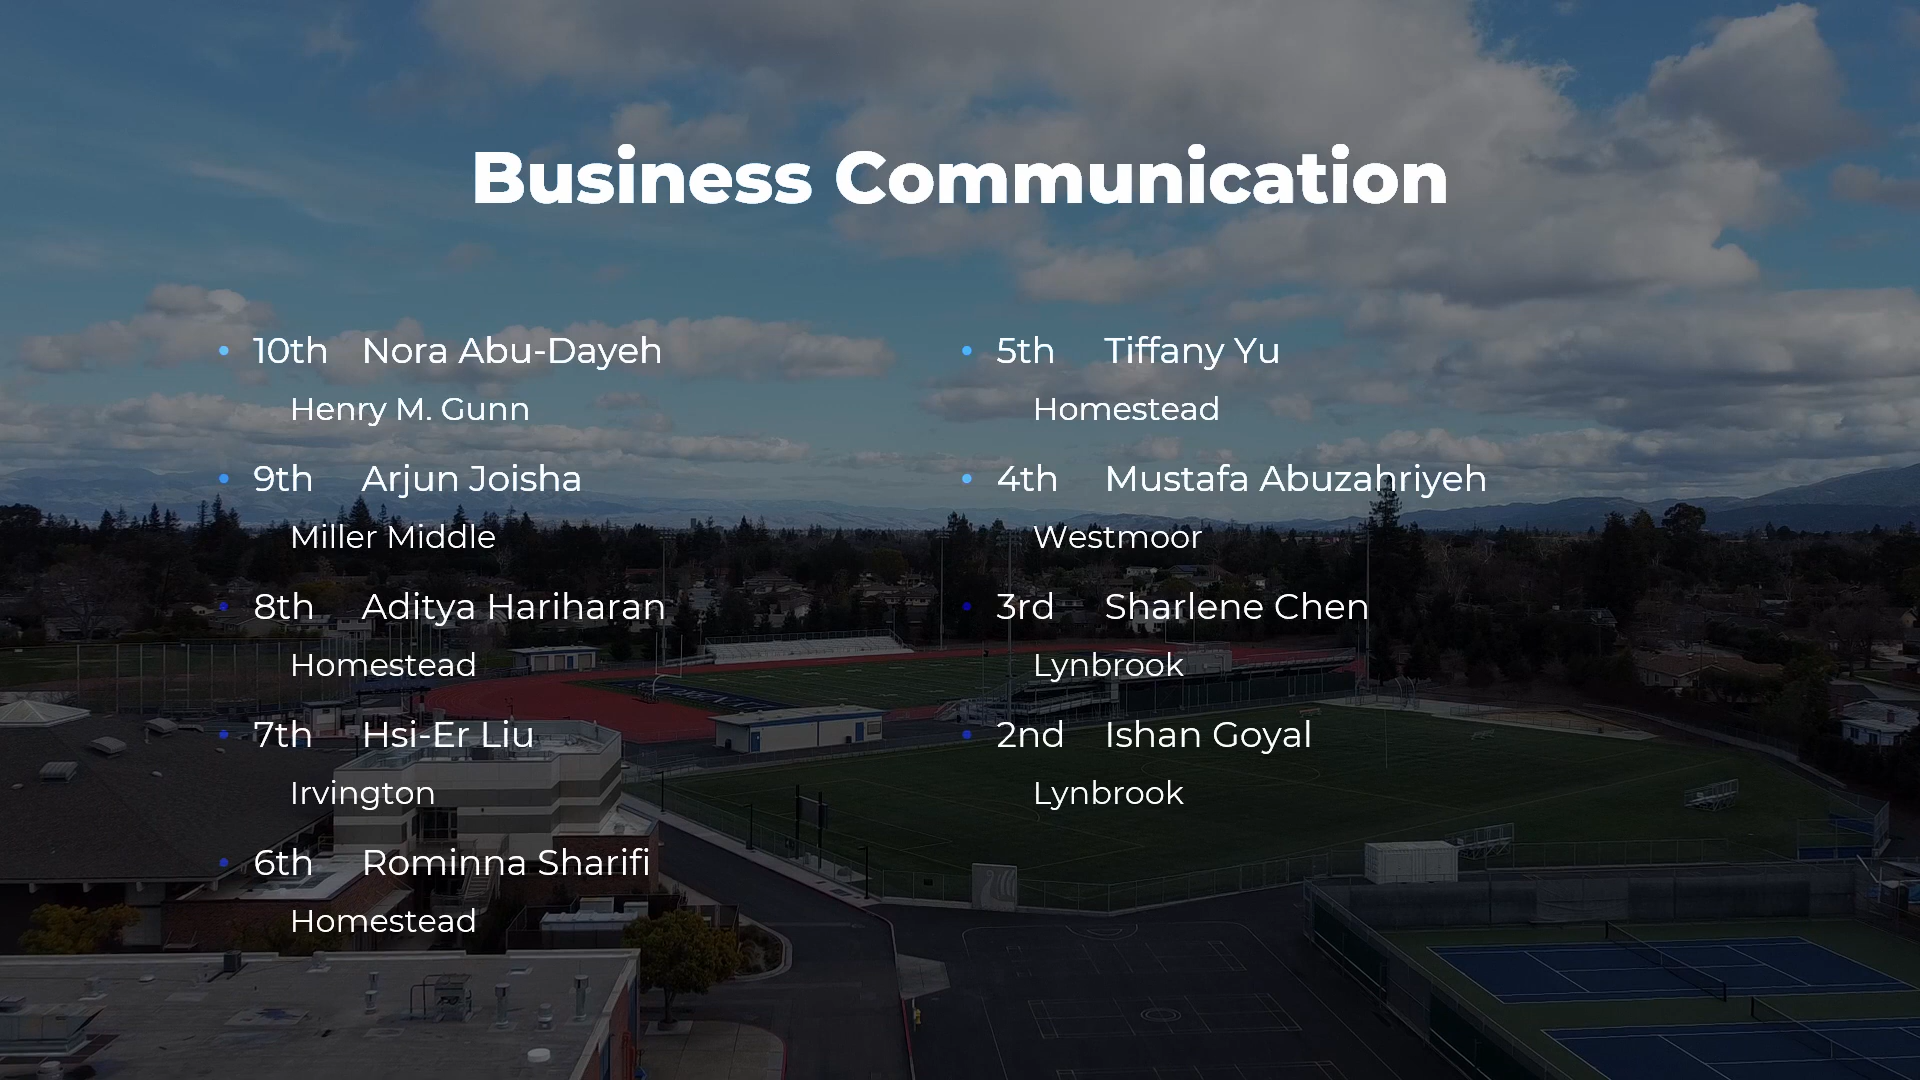 Business Communication
10th Nora Abu-Dayeh
Henry M. Gunn
9th Arjun Joisha
Miller Middle
8th Aditya Hariharan
Homestead
7th Hsi-Er Liu
Irvington
6th Rominna Sharifi
Homestead
5th Tiffany Yu
Homestead
4th Mustafa Abuzahriyeh
Westmoor
3rd Sharlene Chen
Lynbrook
2nd Ishan Goyal
Lynbrook